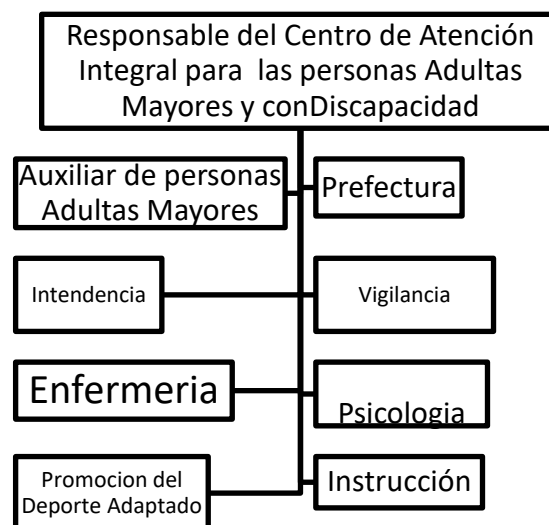 Responsable del Centro de Atención
Integral para las personas Adultas
Mayores y conDiscapacidad
Auxiliar de personas
Adultas Mayores
Prefectura
Intendencia
Vigilancia
Enfermeria
Psicologia
Promocion del
Deporte Adaptado
Instrucción